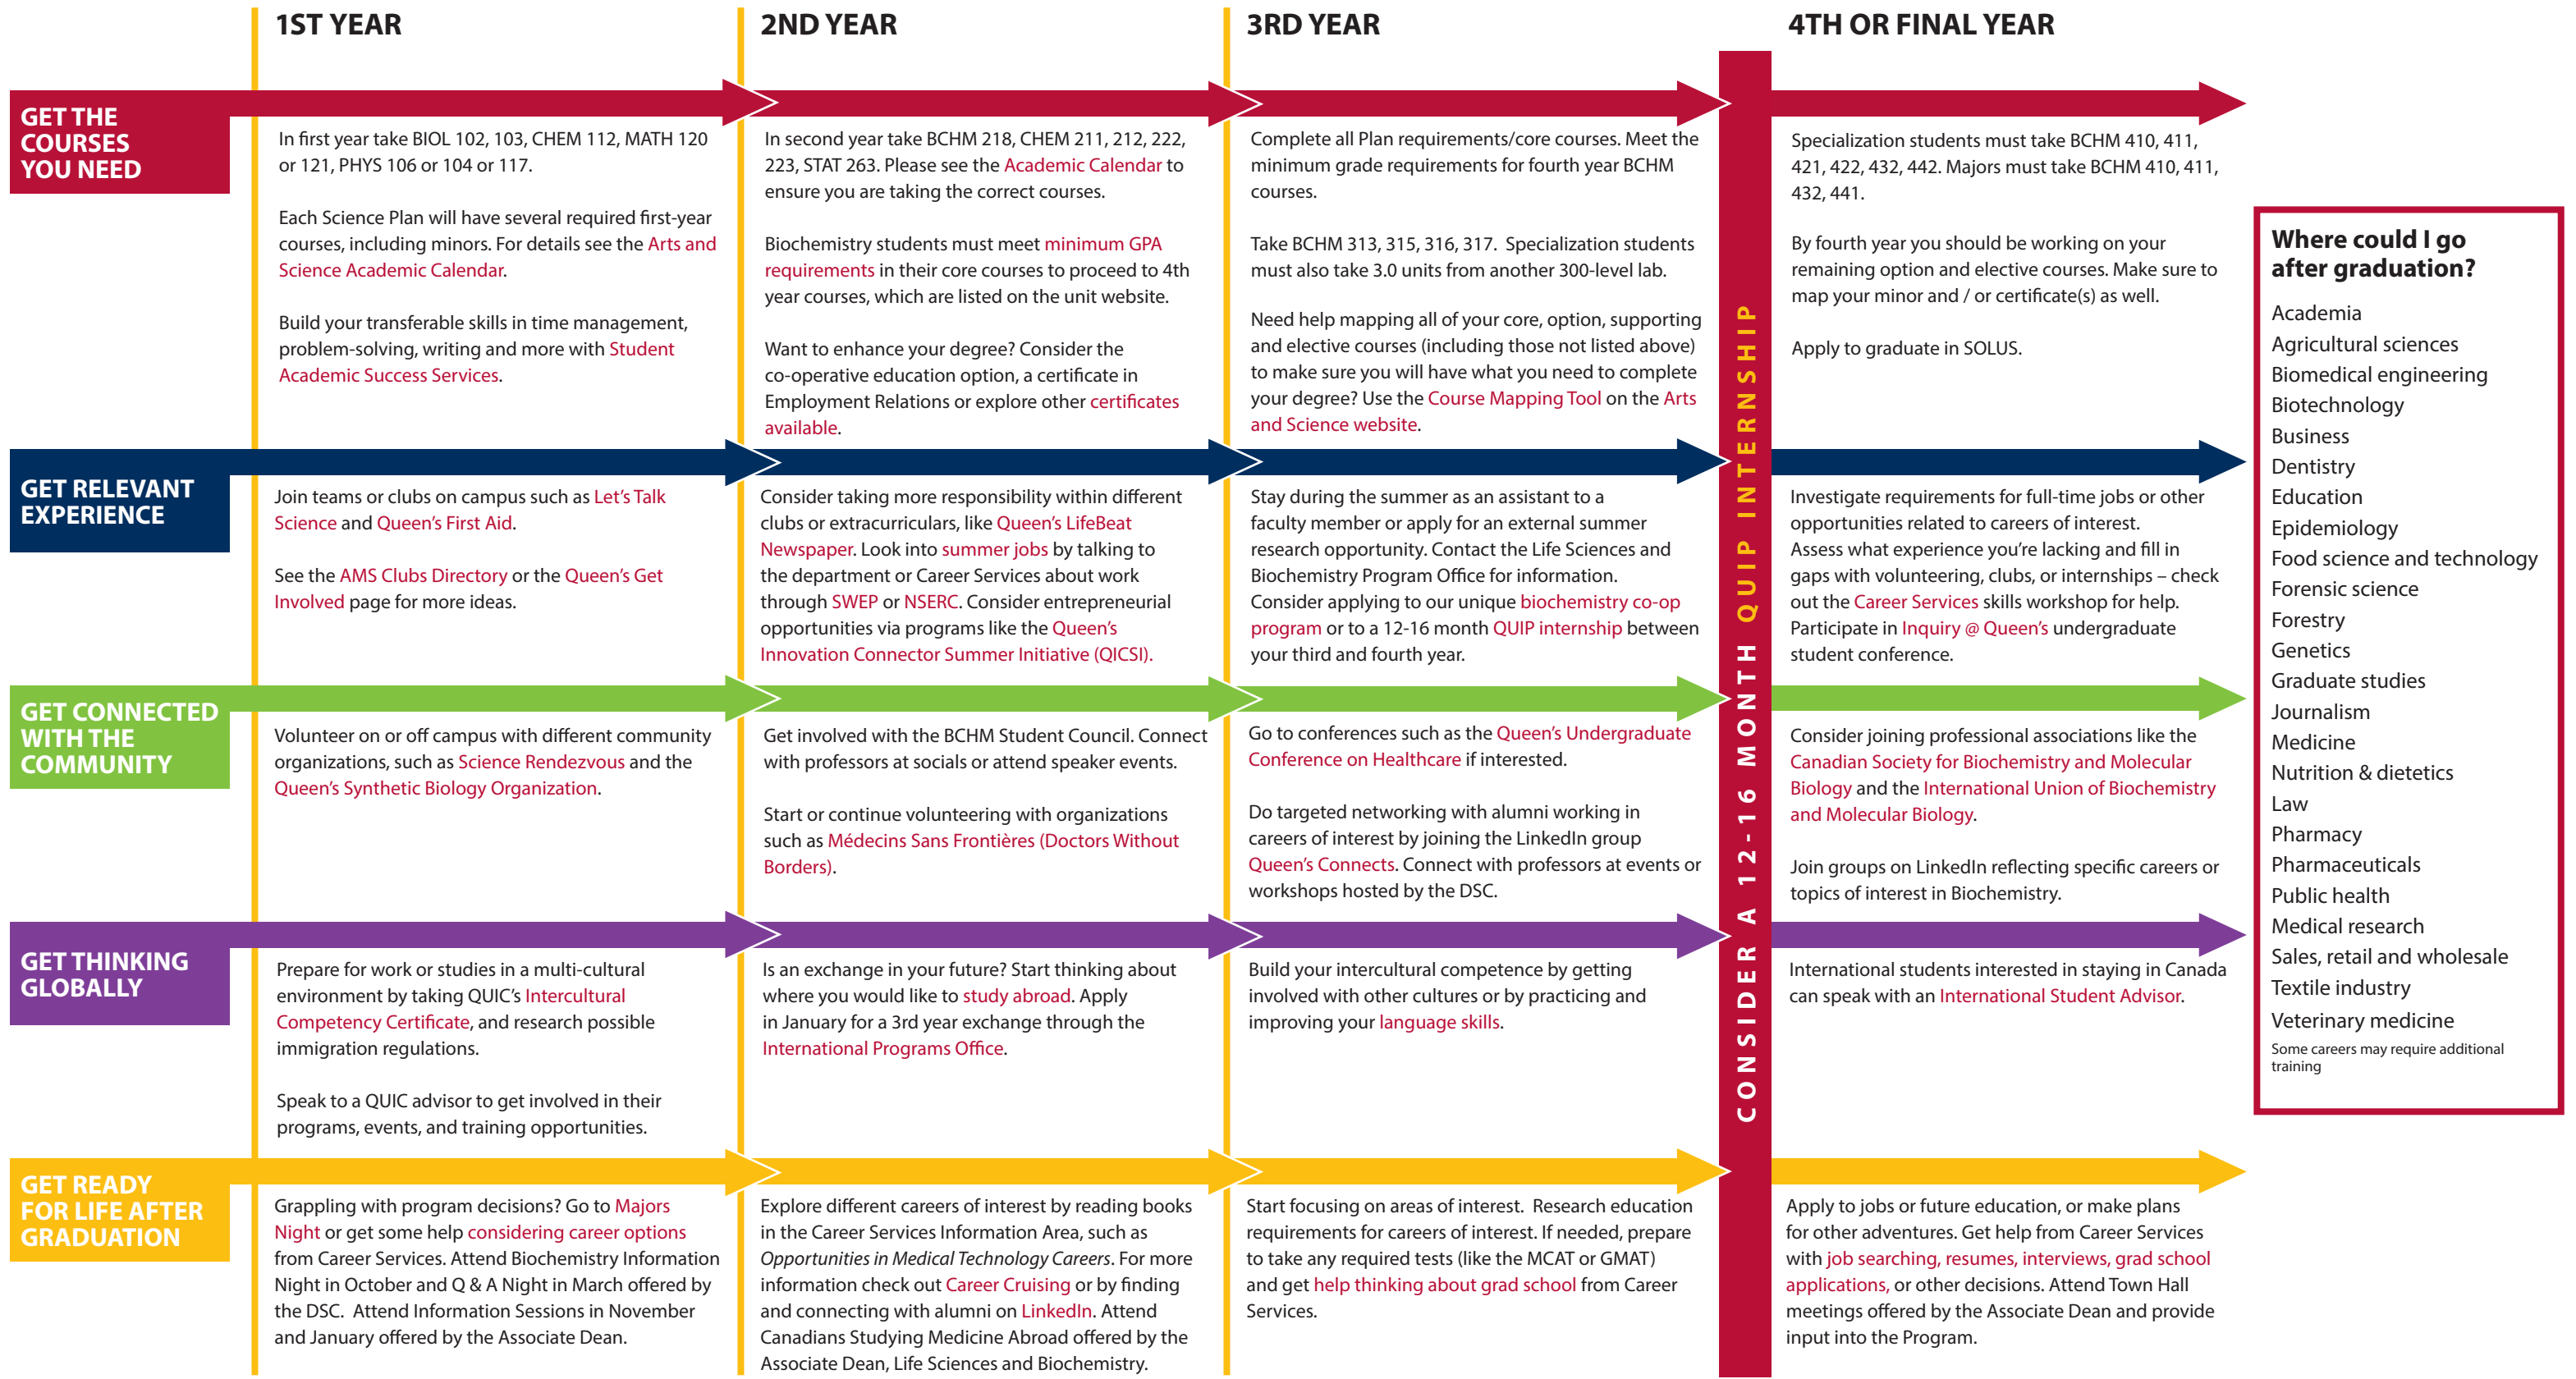 1ST YEAR
2ND YEAR
3RD YEAR
4TH OR FINAL YEAR
GET THE
COURSES
YOU NEED
In first year take BIOL 102, 103, CHEM 112, MATH 120
or 121, PHYS 106 or 104 or 117.
Each Science Plan will have several required first-year
courses, including minors. For details see the Arts and
Science Academic Calendar.
Build your transferable skills in time management,
problem-solving, writing and more with Student
Academic Success Services.
In second year take BCHM 218, CHEM 211, 212, 222,
223, STAT 263. Please see the Academic Calendar to
ensure you are taking the correct courses.
Biochemistry students must meet minimum GPA
requirements in their core courses to proceed to 4th
year courses, which are listed on the unit website.
Want to enhance your degree? Consider the
co-operative education option, a certificate in
Employment Relations or explore other certificates
available.
Complete all Plan requirements/core courses. Meet the
minimum grade requirements for fourth year BCHM
courses.
Take BCHM 313, 315, 316, 317. Specialization students
must also take 3.0 units from another 300-level lab.
Need help mapping all of your core, option, supporting
and elective courses (including those not listed above)
to make sure you will have what you need to complete
your degree? Use the Course Mapping Tool on the Arts
and Science website.
Specialization students must take BCHM 410, 411,
421, 422, 432, 442. Majors must take BCHM 410, 411,
432, 441.
By fourth year you should be working on your
remaining option and elective courses. Make sure to
map your minor and / or certificate(s) as well.
Apply to graduate in SOLUS.
GET RELEVANT
EXPERIENCE
Join teams or clubs on campus such as Let's Talk
Science and Queen's First Aid.
See the AMS Clubs Directory or the Queen's Get
Involved page for more ideas.
Consider taking more responsibility within different
clubs or extracurriculars, like Queen's LifeBeat
Newspaper. Look into summer jobs by talking to
the department or Career Services about work
through SWEP or NSERC. Consider entrepreneurial
opportunities via programs like the Queen's
Innovation Connector Summer Initiative (QICSI).
Stay during the summer as an assistant to a
faculty member or apply for an external summer
research opportunity. Contact the Life Sciences and
Biochemistry Program Office for information.
Consider applying to our unique biochemistry co-op
program or to a 12-16 month QUIP internship between
your third and fourth year.
Investigate requirements for full-time jobs or other
opportunities related to careers of interest.
Assess what experience you're lacking and fill in
gaps with volunteering, clubs, or internships – check
out the Career Services skills workshop for help.
Participate in Inquiry @ Queen's undergraduate
student conference.
GET CONNECTED
WITH THE
COMMUNITY
Volunteer on or off campus with different community
organizations, such as Science Rendezvous and the
Queen's Synthetic Biology Organization.
Get involved with the BCHM Student Council. Connect
with professors at socials or attend speaker events.
Start or continue volunteering with organizations
such as Médecins Sans Frontières (Doctors Without
Borders).
Go to conferences such as the Queen's Undergraduate
Conference on Healthcare if interested.
Do targeted networking with alumni working in
careers of interest by joining the LinkedIn group
Queen's Connects. Connect with professors at events or
workshops hosted by the DSC.
Consider joining professional associations like the
Canadian Society for Biochemistry and Molecular
Biology and the International Union of Biochemistry
and Molecular Biology.
Join groups on LinkedIn reflecting specific careers or
topics of interest in Biochemistry.
GET THINKING
GLOBALLY
Prepare for work or studies in a multi-cultural
environment by taking QUIC's Intercultural
Competency Certificate, and research possible
immigration regulations.
Speak to a QUIC advisor to get involved in their
programs, events, and training opportunities.
Is an exchange in your future? Start thinking about
where you would like to study abroad. Apply
in January for a 3rd year exchange through the
International Programs Office.
Build your intercultural competence by getting
involved with other cultures or by practicing and
improving your language skills.
International students interested in staying in Canada
can speak with an International Student Advisor.
GET READY
FOR LIFE AFTER
GRADUATION
Grappling with program decisions? Go to Majors
Night or get some help considering career options
from Career Services. Attend Biochemistry Information
Night in October and Q & A Night in March offered by
the DSC. Attend Information Sessions in November
and January offered by the Associate Dean.
Explore different careers of interest by reading books
in the Career Services Information Area, such as
Opportunities in Medical Technology Careers. For more
information check out Career Cruising or by finding
and connecting with alumni on LinkedIn. Attend
Canadians Studying Medicine Abroad offered by the
Associate Dean, Life Sciences and Biochemistry.
Start focusing on areas of interest. Research education
requirements for careers of interest. If needed, prepare
to take any required tests (like the MCAT or GMAT)
and get help thinking about grad school from Career
Services.
Apply to jobs or future education, or make plans
for other adventures. Get help from Career Services
with job searching, resumes, interviews, grad school
applications, or other decisions. Attend Town Hall
meetings offered by the Associate Dean and provide
input into the Program.
CONSIDER A 12-16 MONTH QUIP INTERNSHIP
Where could I go
after graduation?
Academia
Agricultural sciences
Biomedical engineering
Biotechnology
Business
Dentistry
Education
Epidemiology
Food science and technology
Forensic science
Forestry
Genetics
Graduate studies
Journalism
Medicine
Nutrition & dietetics
Law
Pharmacy
Pharmaceuticals
Public health
Medical research
Sales, retail and wholesale
Textile industry
Veterinary medicine
Some careers may require additional
training